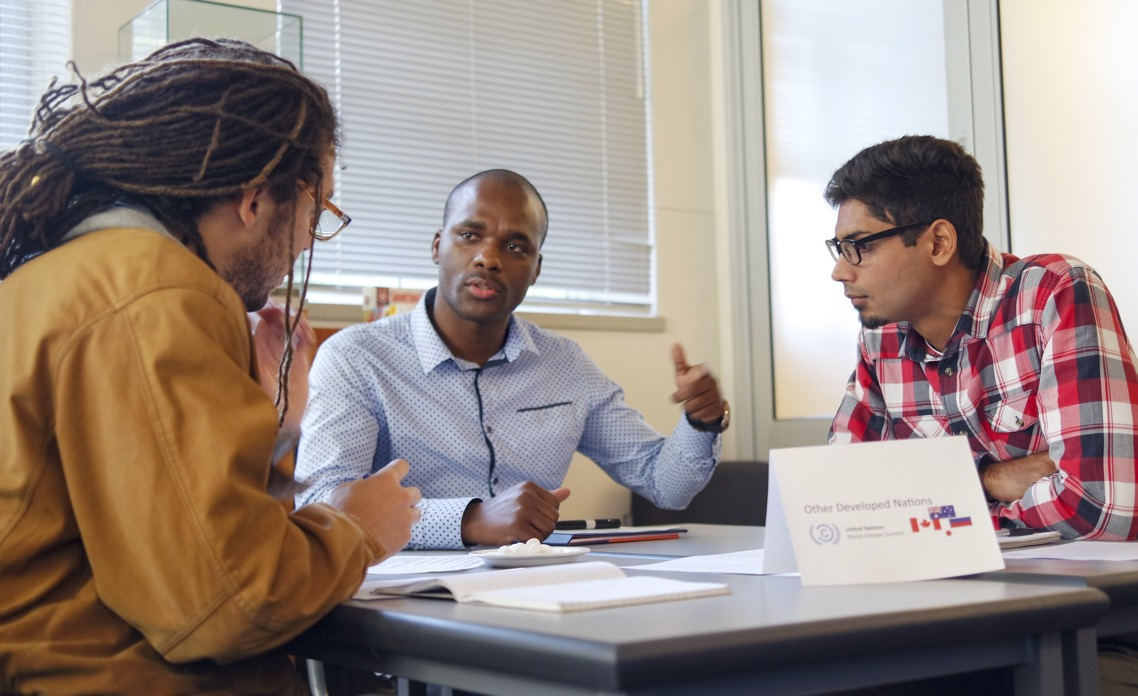 Other Developed Nations
United Nations
World Climate Summit